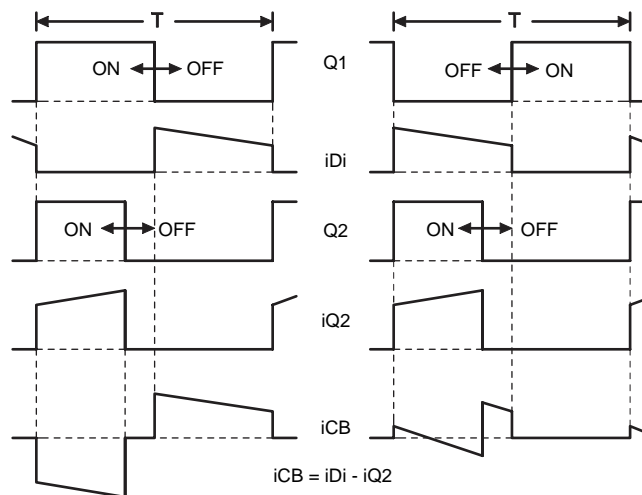 T T
ON OFF Q1 OFF ON
iDi
ON OFF Q2 ON OFF
iQ2
iCB
iCB = iDi - iQ2